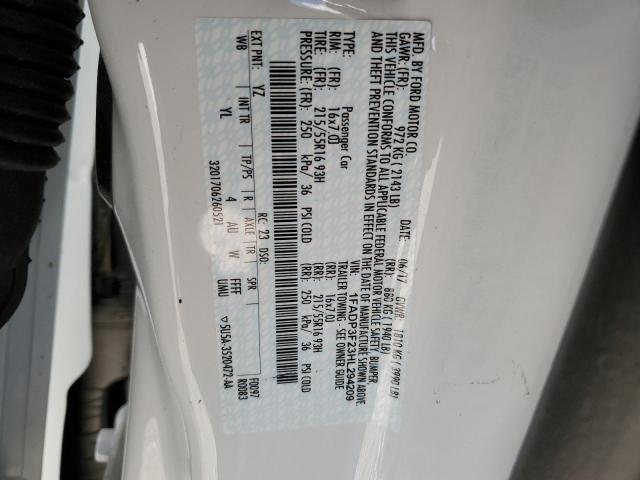 MFD. BY FORD MOTOR CO.
DATE: 06/17 GVWR: 1810 KG ( 3990 LB)
GAWR:(FR): 972 KG ( 2143 LB) (RR): 880 KG ( 1940 LB)
THIS VEHICLE CONFORMS TO ALL APPLICABLE FEDERAL MOTOR VEHICLE SAFETY, BUMPER
AND THEFT PREVENTION STANDARDS IN EFFECT ON THE DATE OF MANUFACTURE SHOWN ABOVE.
VIN: 1FADP3F23HL294209
TYPE: Passenger Car TRAILER TOWING - SEE OWNER GUIDE
RIM: (FR): 16x7.0J (RR): 16x7.0J
TIRE: (FR): 215/55R16 93H (RR): 215/55R16 93H
PRESSURE: (FR): 250 kPa/ 36 PSI COLD (RR): 250 kPa/ 36 PSI COLD
EXT PNT: YZ RC: 23 DSO:
F0097
R0083
WB INT TR TP/PS R AXLE TR SPR
YL 4 AU W FFFF UWU
3201706260521 5U5A-3520472-AA